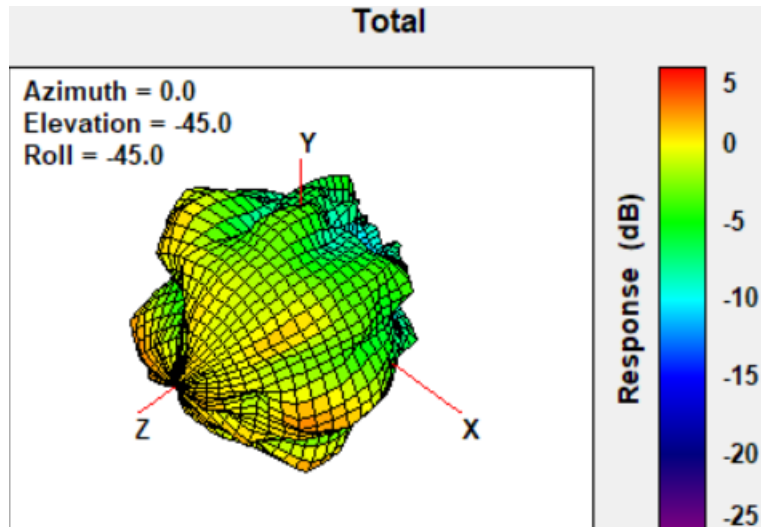 Total
Azimuth = 0.0
Elevation = -45.0
Roll = -45.0
Y
Z
X
5
0
-5
-10
-15
-20
-25
Response (dB)